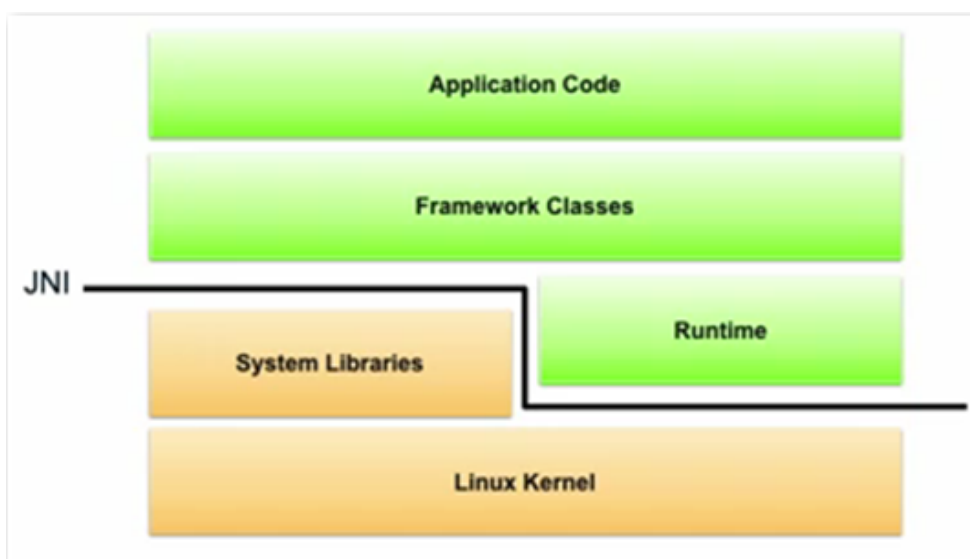 Application Code
Framework Classes
JNI
Runtime
System Libraries
Linux Kernel